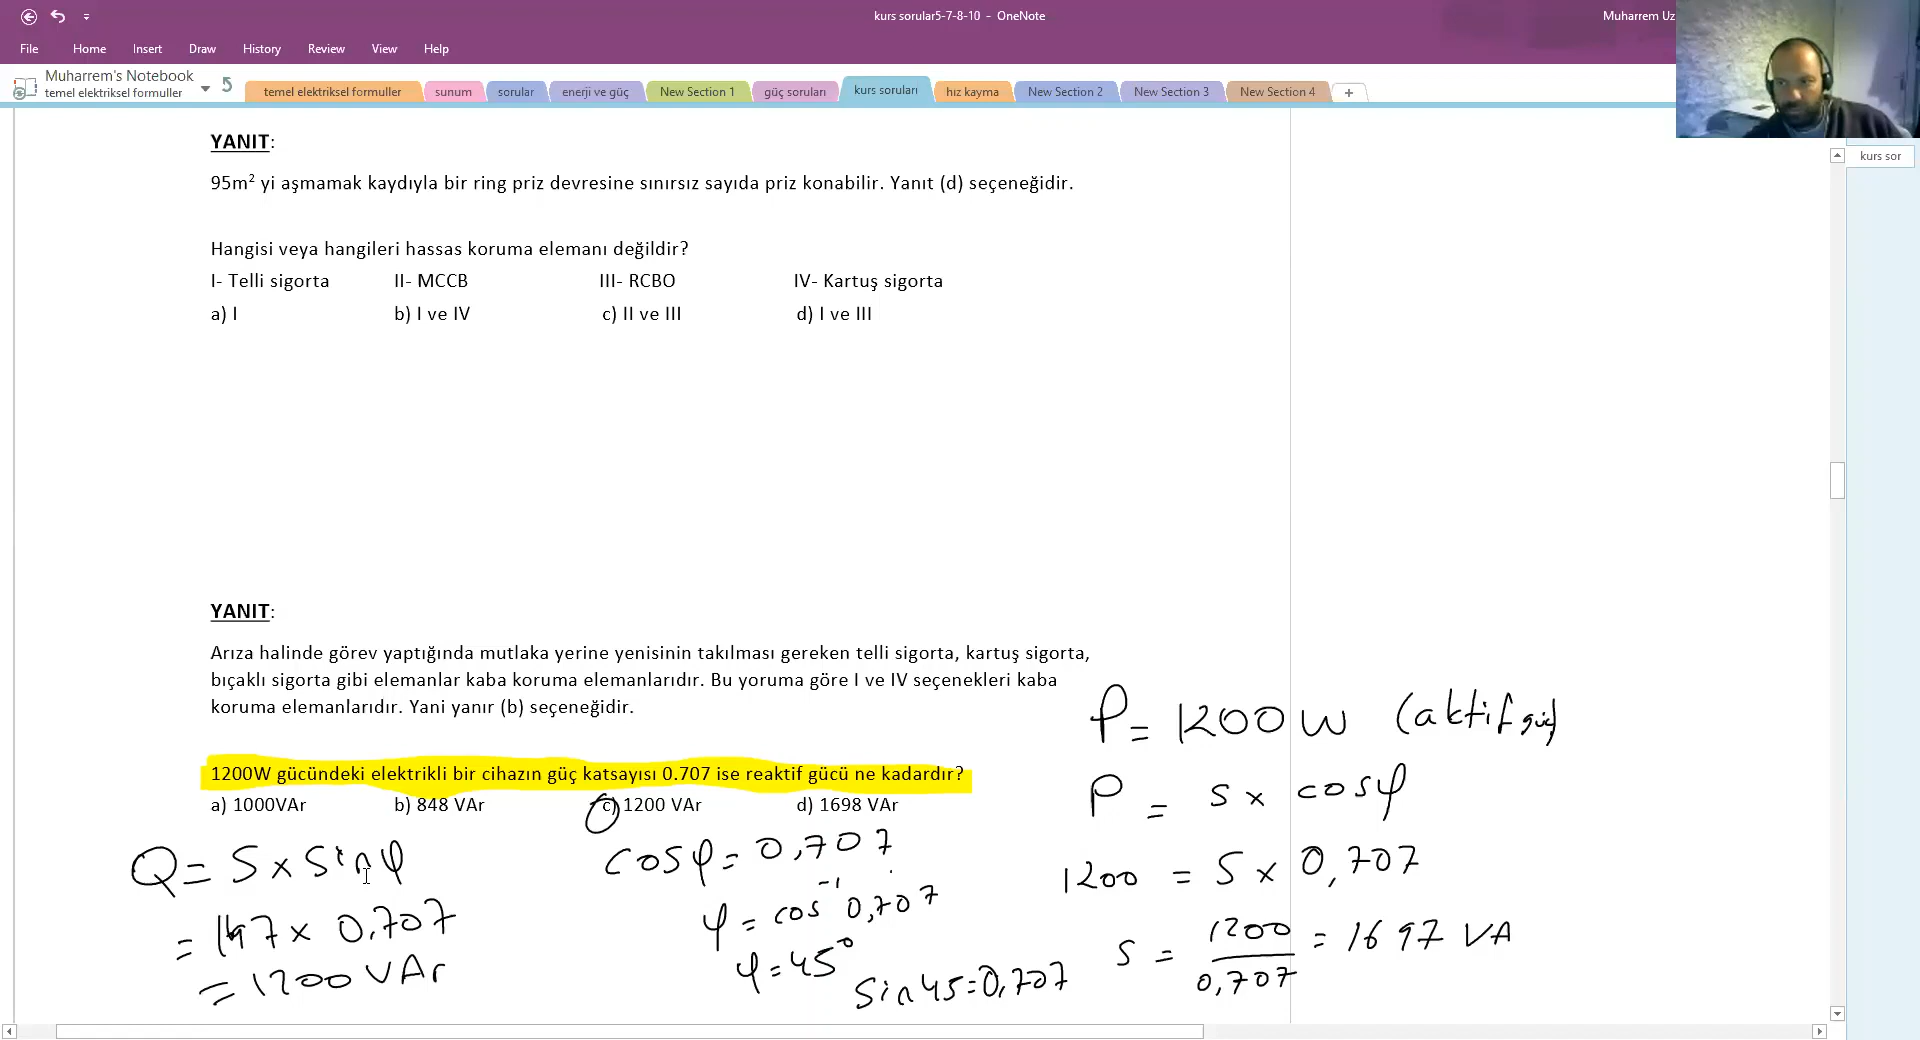 kurs sorular5-7-8-10 - OneNote
Muharrem Uz
File Home Insert Draw History Review View Help
Muharrem's Notebook
temel elektriksel formuller
temel elektriksel formuller sunum sorular enerji ve güç New Section 1 güç soruları kurs soruları hız kayma New Section 2 New Section 3 New Section 4 +
kurs sor
YANIT:
95m² yi aşmamak kaydıyla bir ring priz devresine sınırsız sayıda priz konabilir. Yanıt (d) seçeneğidir.
Hangisi veya hangileri hassas koruma elemanı değildir?
I- Telli sigorta II- MCCB III- RCBO IV- Kartuş sigorta
a) I b) I ve IV c) II ve III d) I ve III
YANIT:
Arıza halinde görev yaptığında mutlaka yerine yenisinin takılması gereken telli sigorta, kartuş sigorta,
bıçaklı sigorta gibi elemanlar kaba koruma elemanlarıdır. Bu yoruma göre I ve IV seçenekleri kaba
koruma elemanlarıdır. Yani yanır (b) seçeneğidir.
1200W gücündeki elektrikli bir cihazın güç katsayısı 0.707 ise reaktif gücü ne kadardır?
a) 1000VAr b) 848 VAr c) 1200 VAr d) 1698 VAr
Q = S x Sinφ
= x 0,707
= 1200 VAr
cosφ = 0,707
φ = cos⁻¹ 0,707
φ = 45°
Sin 45 = 0,707
P = 1200 W (aktif güç)
P = S x cosφ
1200 = S x 0,707
S = 1200 / 0,707 = 1697 VA